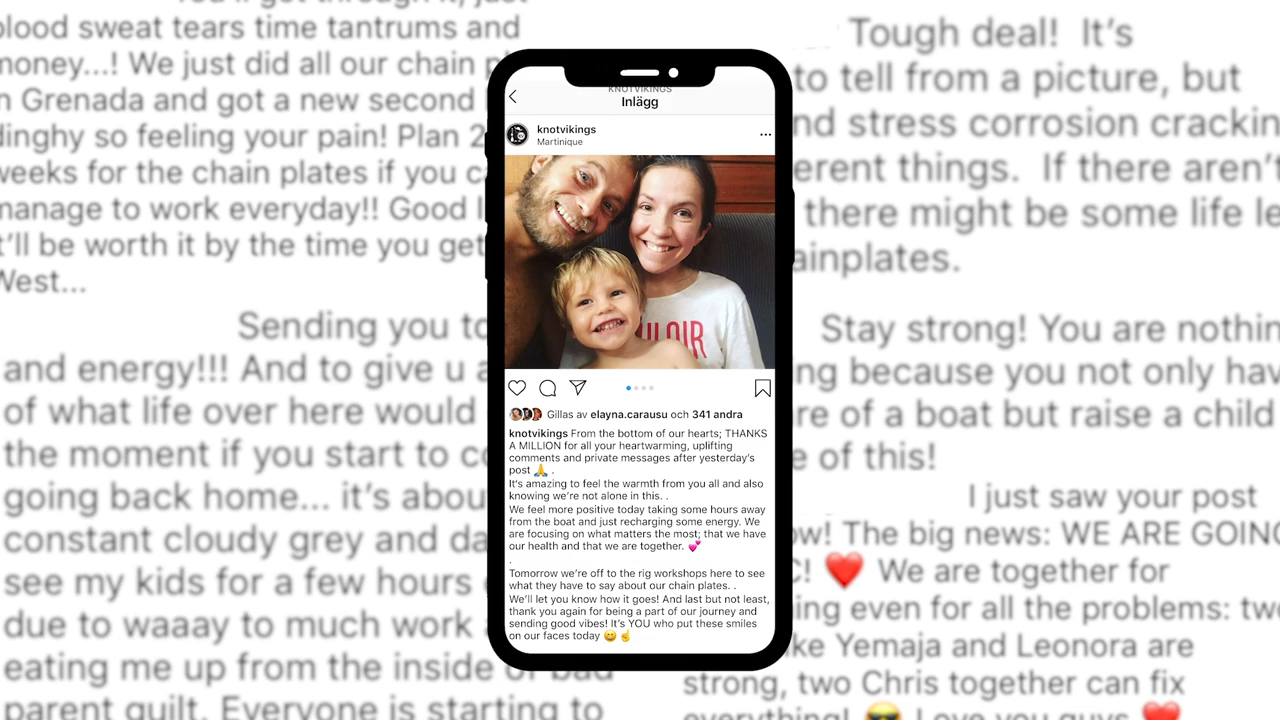 You'll get through it, just
blood sweat tears time tantrums and
money...! We just did all our chain
n Grenada and got a new second
dinghy so feeling your pain! Plan 2
weeks for the chain plates if you
manage to work everyday!! Good
t'll be worth it by the time you get
West...
Sending you
and energy!!! And to give u a
of what life over here would
the moment if you start to
going back home... it's
constant cloudy grey and
see my kids for a few hours
due to waaay to much work
eating me up from the inside of bad
parent guilt. Everyone is starting to
KNOTVIKINGS
Inlägg
knotvikings
Martinique
Gillas av elayna.carausu och 341 andra
knotvikings From the bottom of our hearts; THANKS
A MILLION for all your heartwarming, uplifting
comments and private messages after yesterday's
post 🙏 .
It's amazing to feel the warmth from you all and also
knowing we're not alone in this. .
We feel more positive today taking some hours away
from the boat and just recharging some energy. We
are focusing on what matters the most; that we have
our health and that we are together. 💕
.
Tomorrow we're off to the rig workshops here to see
what they have to say about our chain plates. .
We'll let you know how it goes! And last but not least,
thank you again for being a part of our journey and
sending good vibes! It's YOU who put these smiles
on our faces today 😄 ☝️
Tough deal! It's
to tell from a picture, but
nd stress corrosion crackin
erent things. If there aren't
there might be some life le
ainplates.
Stay strong! You are nothin
ng because you not only hav
re of a boat but raise a child
e of this!
I just saw your post
ow! The big news: WE ARE GOING
C! ❤️ We are together for
ing even for all the problems: two
ke Yemaja and Leonora are
strong, two Chris together can fix
everything! 😎 Love you guys ❤️